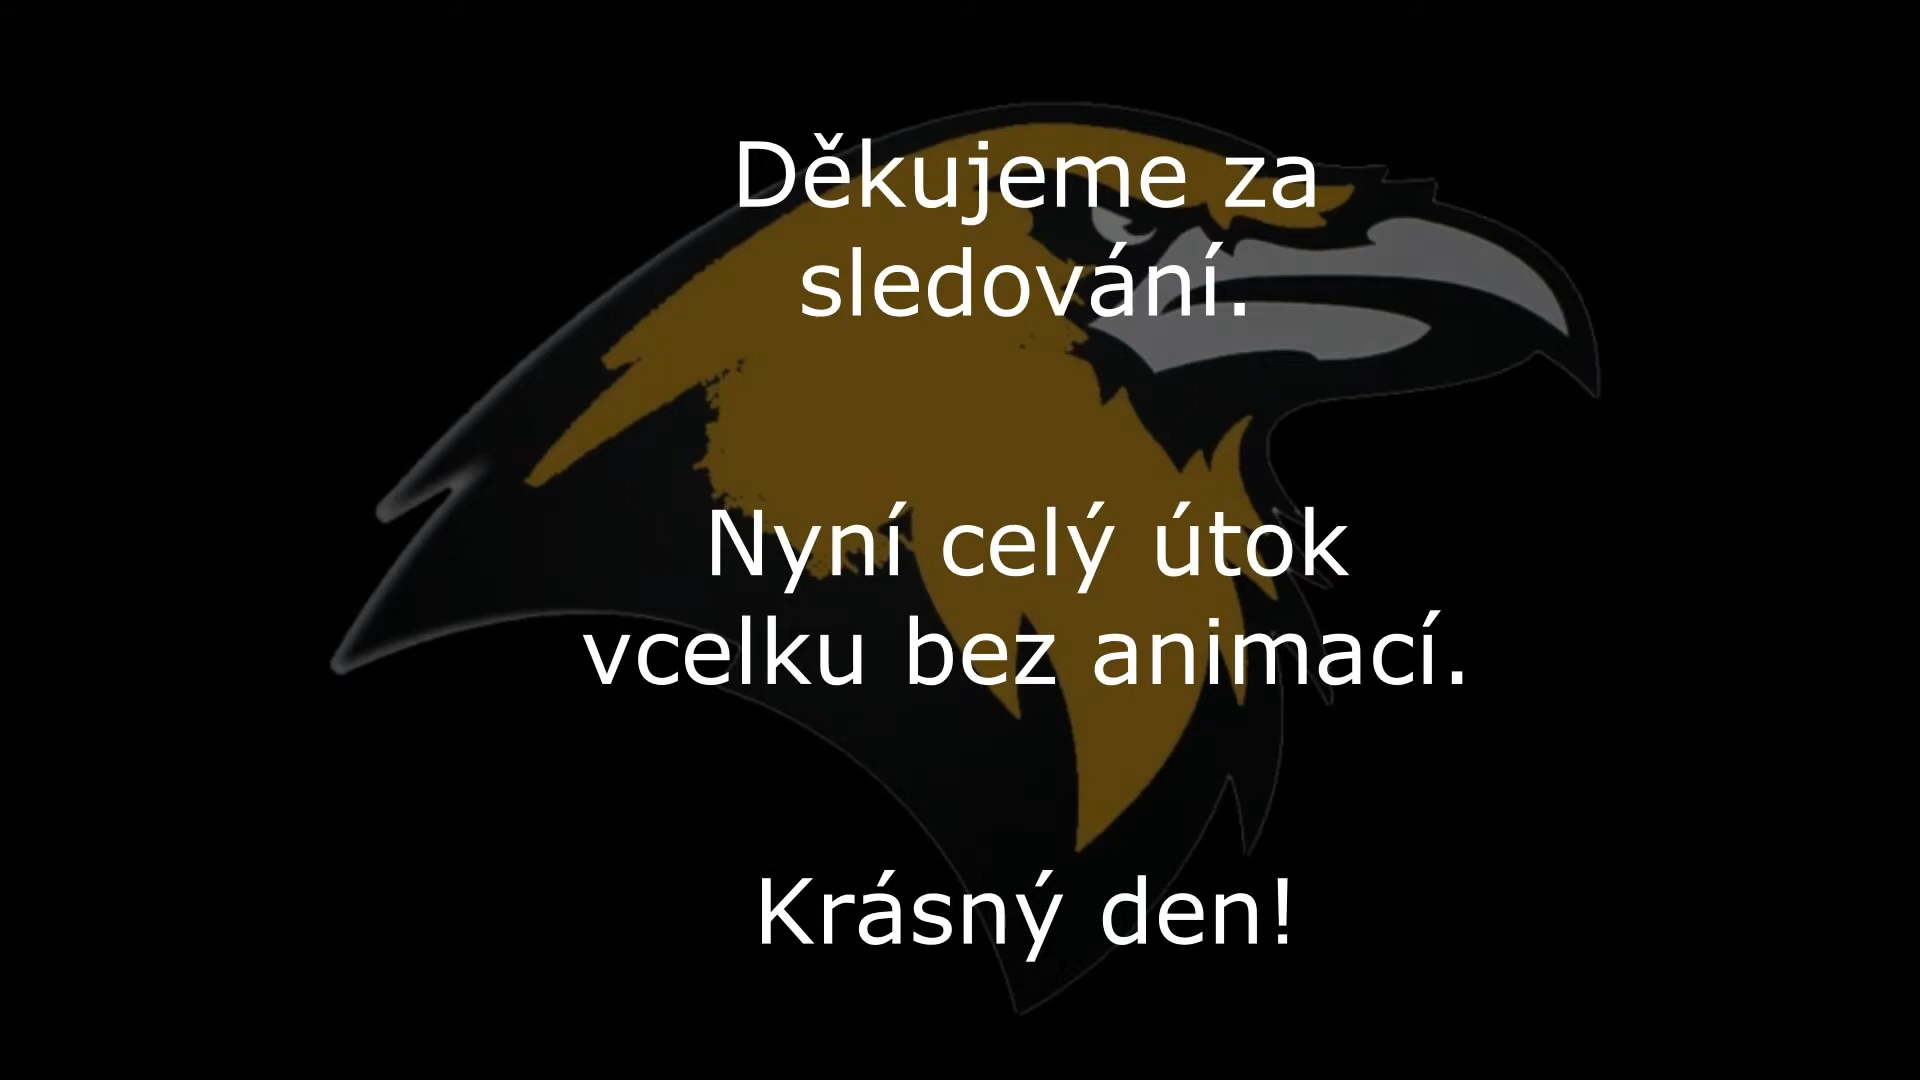 Děkujeme za
sledování.
Nyní celý útok
vcelku bez animací.
Krásný den!